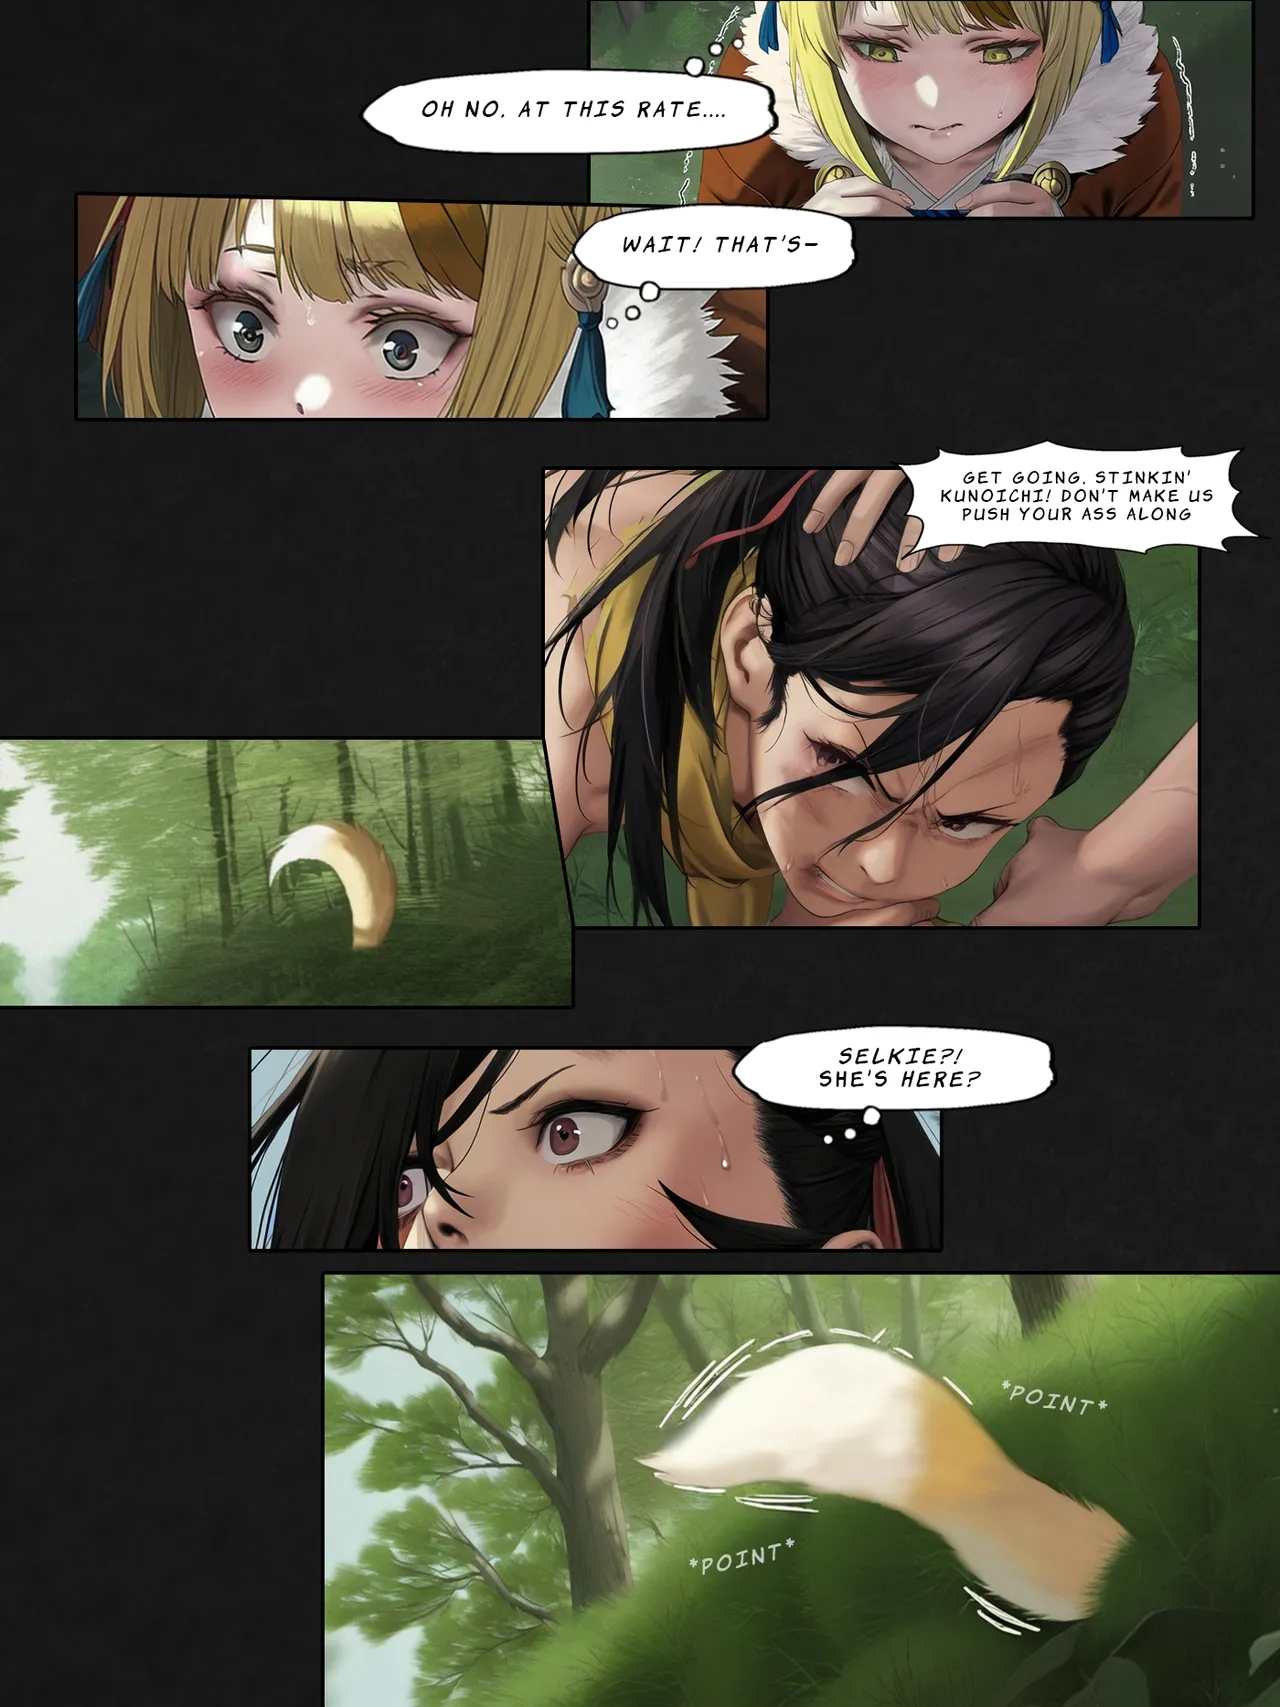 OH NO, AT THIS RATE....
WAIT! THAT'S-
GET GOING, STINKIN'
KUNOICHI! DON'T MAKE US
PUSH YOUR ASS ALONG
SELKIE?!
SHE'S HERE?
*POINT*
*POINT*